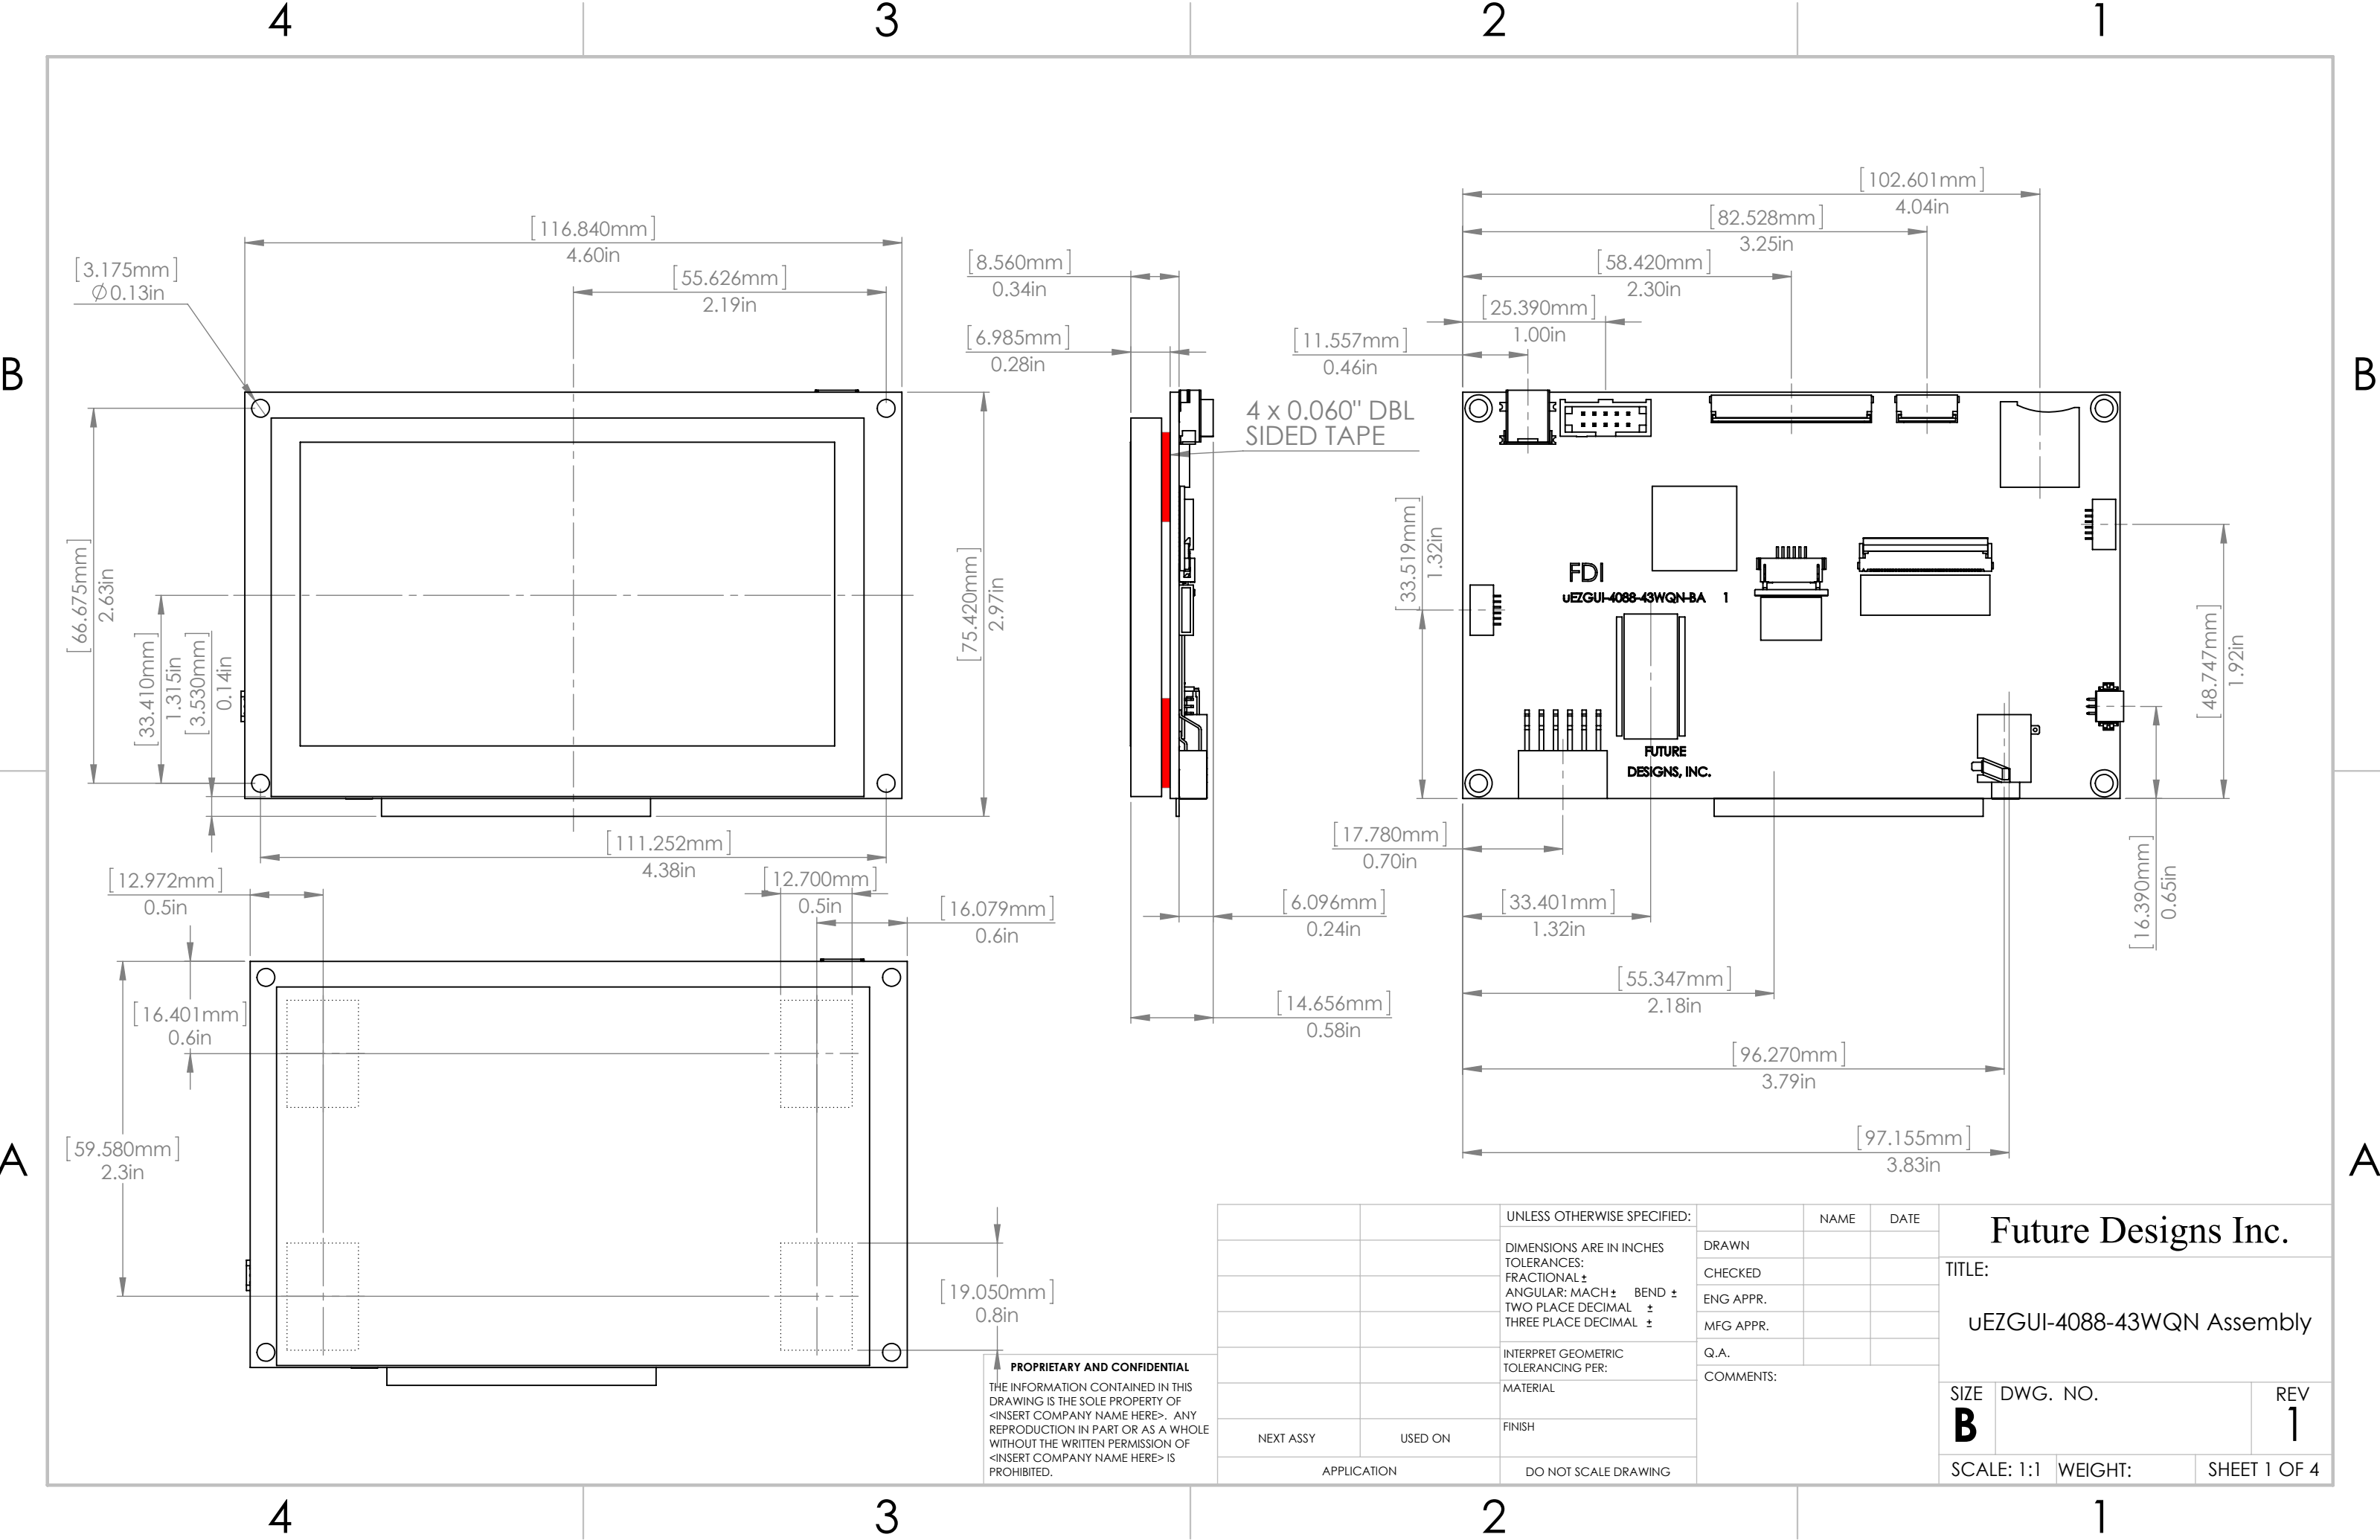 4 3 2 1
B B
A A
[116.840mm]
4.60in
[3.175mm]
∅0.13in
[55.626mm]
2.19in
[66.675mm]
2.63in
[33.410mm]
1.315in
[3.530mm]
0.14in
[75.420mm]
2.97in
[111.252mm]
4.38in
[8.560mm]
0.34in
[6.985mm]
0.28in
4 x 0.060" DBL
SIDED TAPE
[6.096mm]
0.24in
[14.656mm]
0.58in
[102.601mm]
4.04in
[82.528mm]
3.25in
[58.420mm]
2.30in
[25.390mm]
1.00in
[11.557mm]
0.46in
[33.519mm]
1.32in
FDI
uEZGUI-4088-43WQN-BA 1
FUTURE
DESIGNS, INC.
[48.747mm]
1.92in
[16.390mm]
0.65in
[17.780mm]
0.70in
[33.401mm]
1.32in
[55.347mm]
2.18in
[96.270mm]
3.79in
[97.155mm]
3.83in
[12.972mm]
0.5in
[12.700mm]
0.5in
[16.079mm]
0.6in
[16.401mm]
0.6in
[59.580mm]
2.3in
[19.050mm]
0.8in
PROPRIETARY AND CONFIDENTIAL
THE INFORMATION CONTAINED IN THIS
DRAWING IS THE SOLE PROPERTY OF
<INSERT COMPANY NAME HERE>. ANY
REPRODUCTION IN PART OR AS A WHOLE
WITHOUT THE WRITTEN PERMISSION OF
<INSERT COMPANY NAME HERE> IS
PROHIBITED.
NEXT ASSY USED ON
APPLICATION
UNLESS OTHERWISE SPECIFIED:
DIMENSIONS ARE IN INCHES
TOLERANCES:
FRACTIONAL ±
ANGULAR: MACH ± BEND ±
TWO PLACE DECIMAL ±
THREE PLACE DECIMAL ±
INTERPRET GEOMETRIC
TOLERANCING PER:
MATERIAL
FINISH
DO NOT SCALE DRAWING
NAME DATE
DRAWN
CHECKED
ENG APPR.
MFG APPR.
Q.A.
COMMENTS:
Future Designs Inc.
TITLE:
uEZGUI-4088-43WQN Assembly
SIZE DWG. NO. REV
B 1
SCALE: 1:1 WEIGHT: SHEET 1 OF 4
4 3 2 1